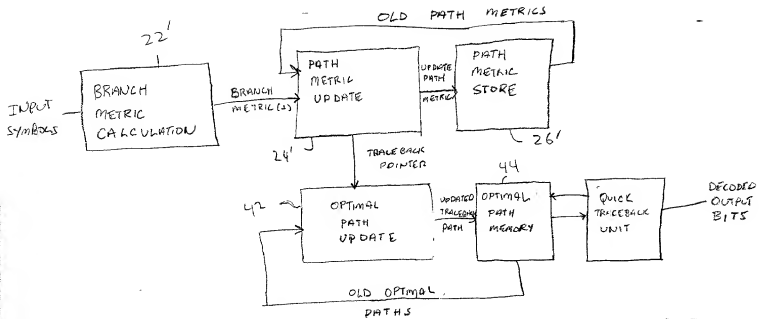 OLD PATH METRICS
22'
INPUT
SYMBOLS
BRANCH
METRIC
CALCULATION
BRANCH
METRIC(S)
PATH
METRIC
UPDATE
24'
UPDATE
PATH
METRIC
PATH
METRIC
STORE
26'
TRACEBACK
POINTER
42
OPTIMAL
PATH
UPDATE
UPDATED
TRACEBACK
PATH
44
OPTIMAL
PATH
MEMORY
QUICK
TRACEBACK
UNIT
DECODED
OUTPUT
BITS
OLD OPTIMAL
PATHS